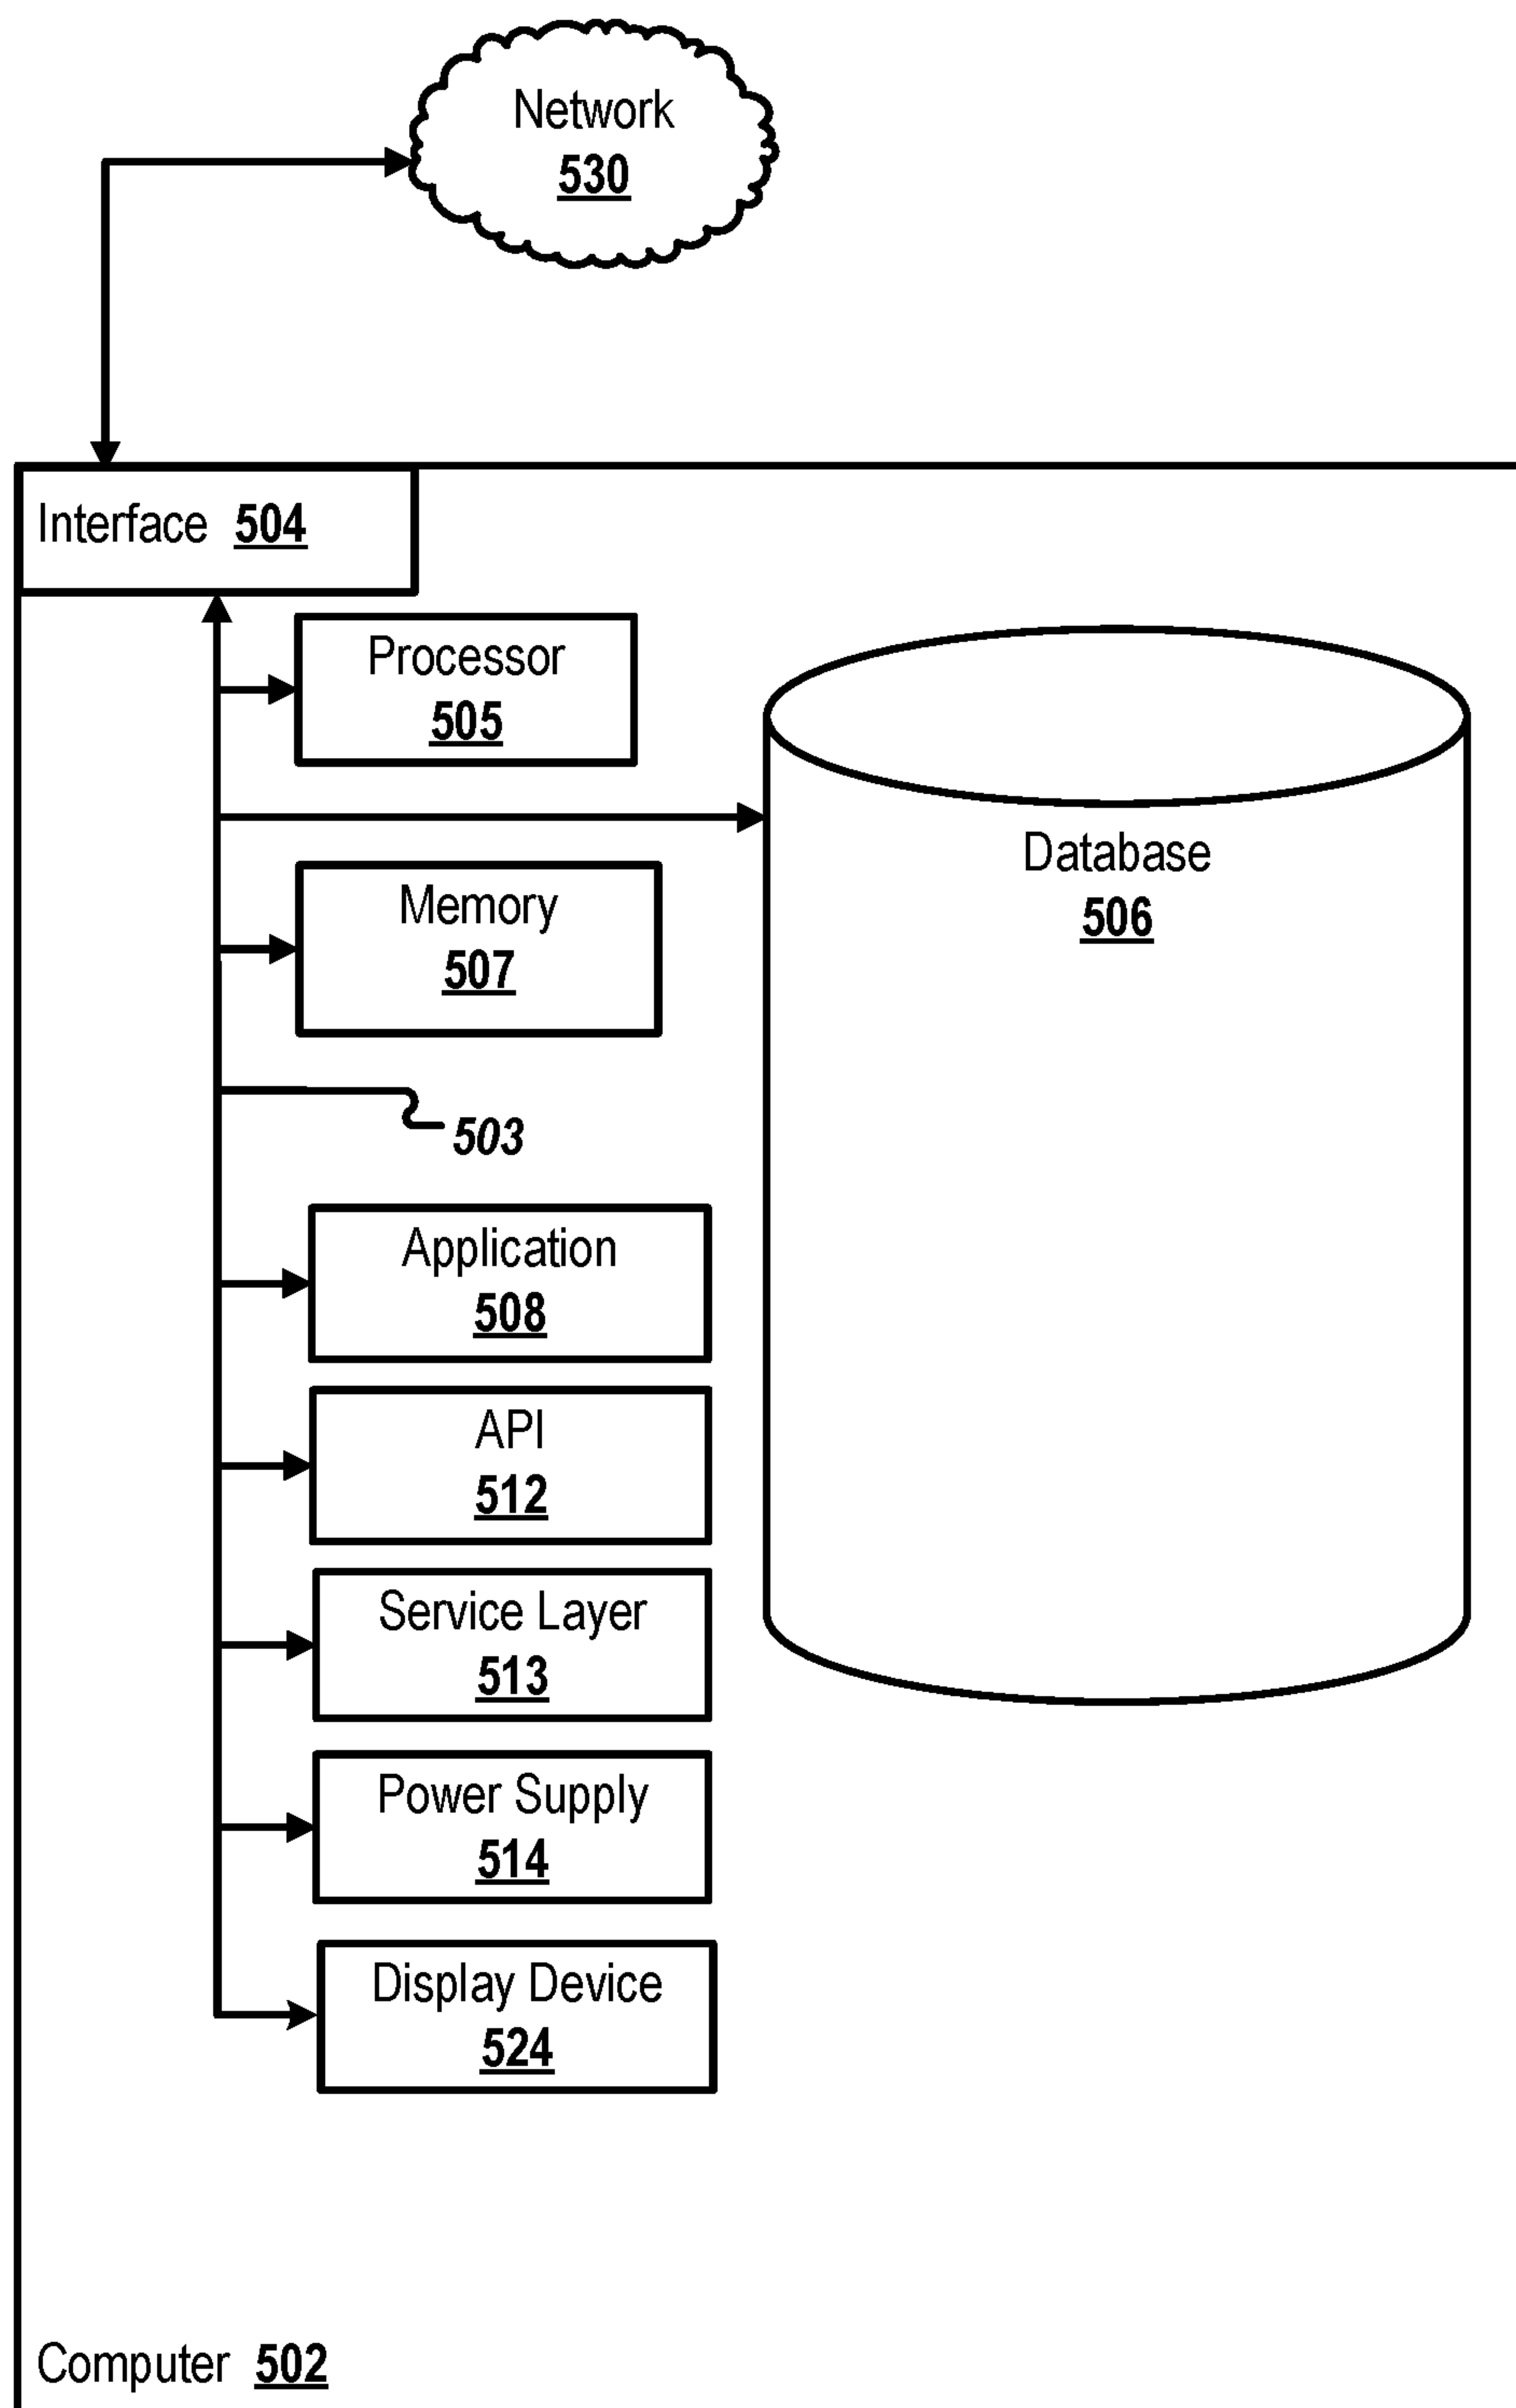 Network
530
Interface 504
Processor
505
Database
506
Memory
507
503
Application
508
API
512
Service Layer
513
Power Supply
514
Display Device
524
Computer 502